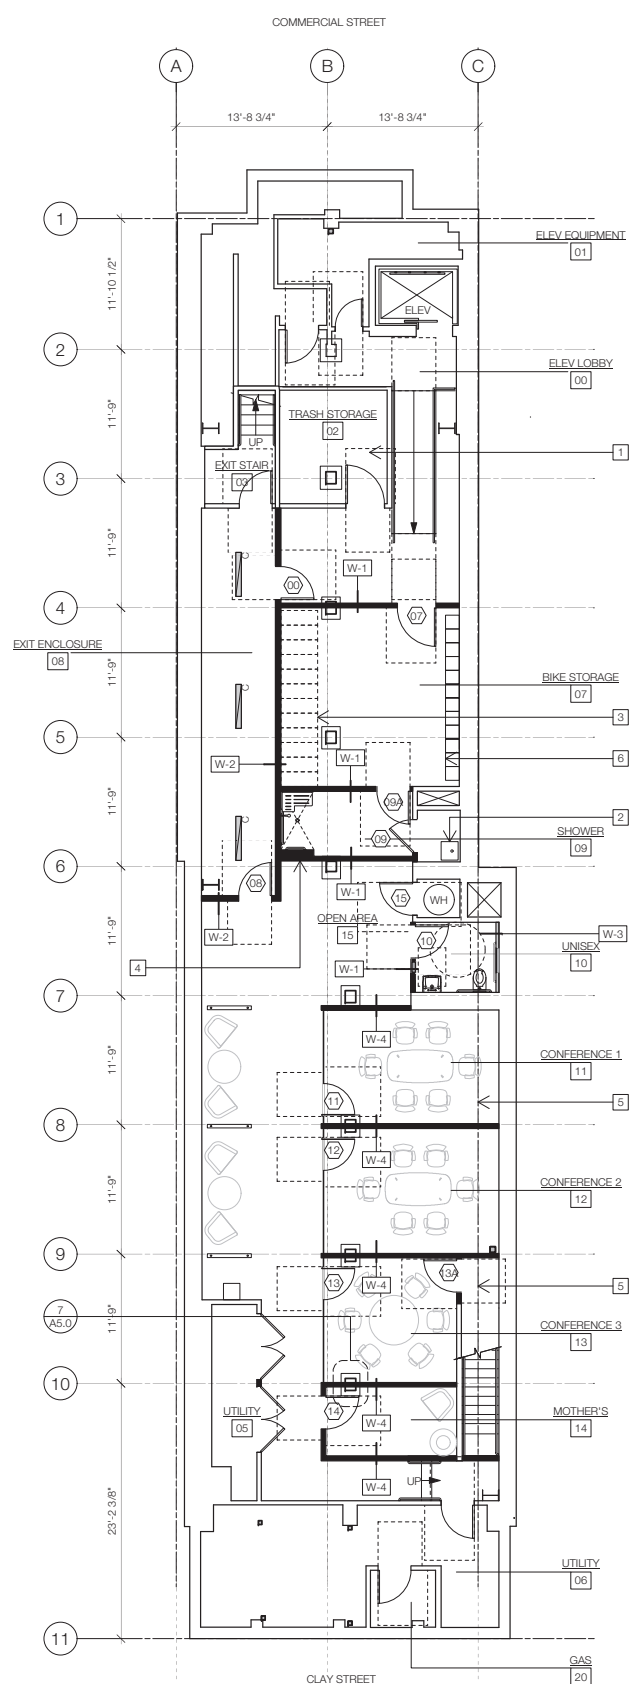 COMMERCIAL STREET
A
B
C
13'-8 3/4"
13'-8 3/4"
1
ELEV EQUIPMENT
01
11'-10 1/2"
ELEV
2
ELEV LOBBY
00
11'-9"
TRASH STORAGE
02
UP
1
EXIT STAIR
03
3
11'-9"
C
W-1
00
4
07
EXIT ENCLOSURE
08
11'-9"
BIKE STORAGE
07
C
3
5
W-2
W-1
6
09A
11'-9"
C
2
09
SHOWER
09
6
08
W-1
15
WH
OPEN AREA
15
W-2
10
W-3
11'-9"
UNISEX
10
4
W-1
7
W-4
CONFERENCE 1
11
11'-9"
11
5
8
12
W-4
CONFERENCE 2
12
11'-9"
9
13
W-4
13A
5
7
A5.0
11'-9"
CONFERENCE 3
13
10
UTILITY
05
14
W-4
MOTHER'S
14
UP
W-4
23'-2 3/8"
UTILITY
06
11
GAS
20
CLAY STREET